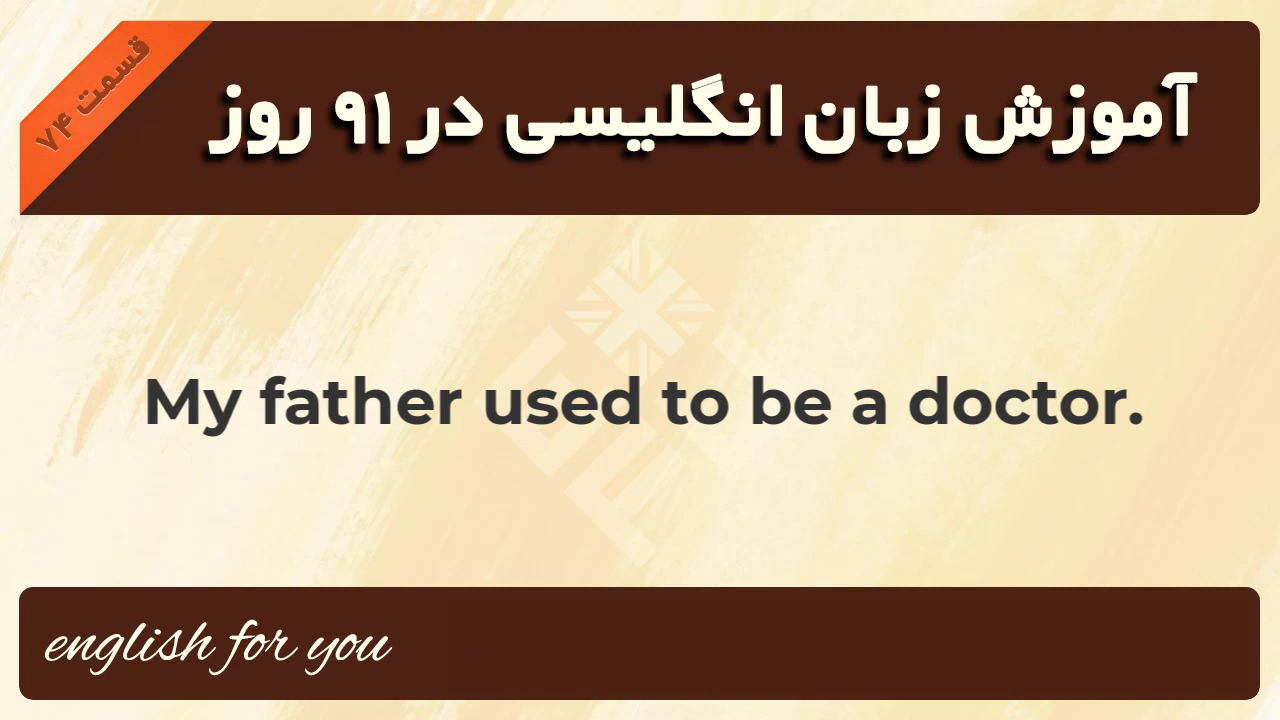 قسمت ۷۴
آموزش زبان انگلیسی در ۹۱ روز
My father used to be a doctor.
english for you